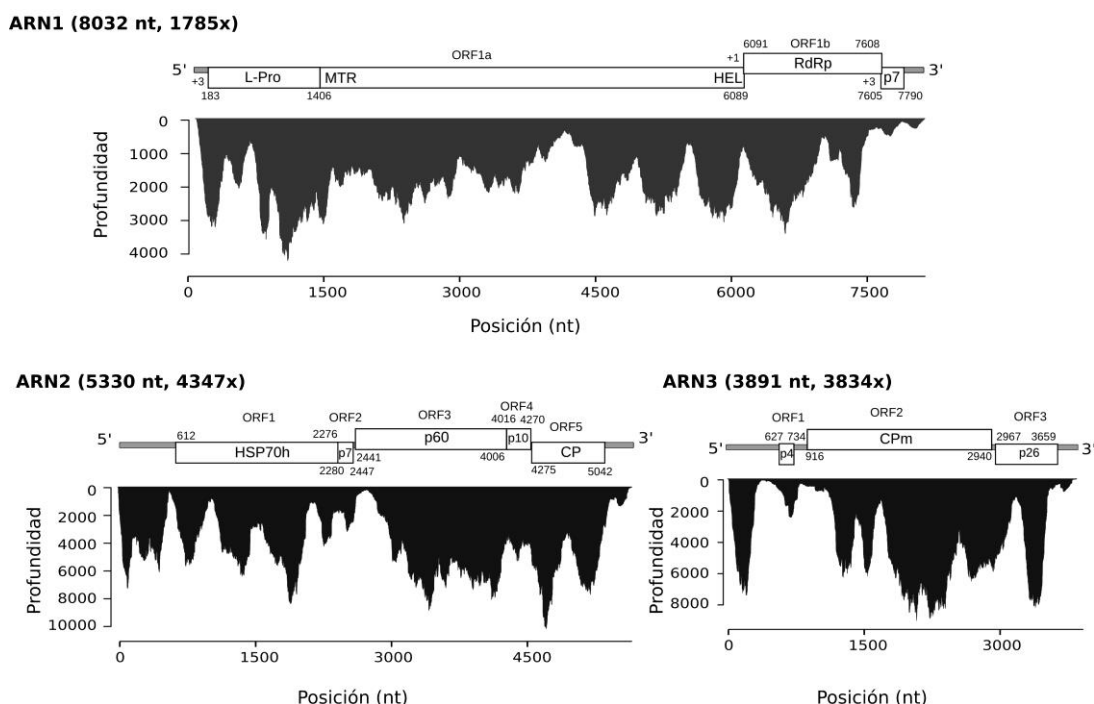 ARN1 (8032 nt, 1785x)
6091 ORF1b 7608
ORF1a
+1 RdRp
5' L-Pro MTR HEL +3 p7 3'
+3
183 1406 6089 7605 7790
0
1000
2000
3000
4000
Profundidad
0 1500 3000 4500 6000 7500
Posición (nt)
ARN2 (5330 nt, 4347x)
ORF4
ORF1 ORF2 ORF3 4016 4270
612 2276 p60 p10 ORF5
5' HSP70h p7 2441 4006 CP 3'
2280 2447 4275 5042
0
2000
4000
6000
8000
10000
Profundidad
0 1500 3000 4500
Posición (nt)
ARN3 (3891 nt, 3834x)
ORF1 ORF2 ORF3
627 734 CPm 2967 3659
5' p4 916 2940 p26 3'
0
2000
4000
6000
8000
Profundidad
0 1500 3000
Posición (nt)